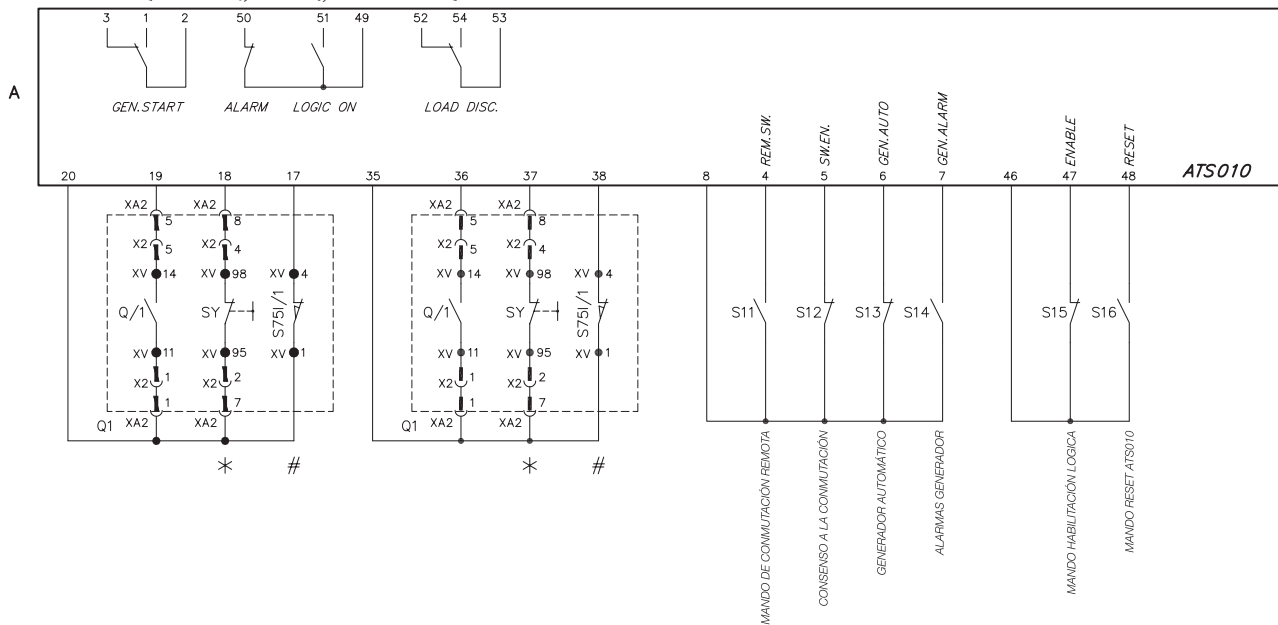 3 1 2 50 51 49 52 54 53
A
GEN.START ALARM LOGIC ON LOAD DISC.
REM.SW. SW.EN. GEN.AUTO GEN.ALARM ENABLE RESET
ATS010
20 19 18 17 35 36 37 38 8 4 5 6 7 46 47 48
XA2 5 XA2 8 XA2 5 XA2 8
X2 5 X2 4 X2 5 X2 4
XV 14 XV 98 XV 4 XV 14 XV 98 XV 4
Q/1 SY S75I/1 Q/1 SY S75I/1 S11 S12 S13 S14 S15 S16
XV 11 XV 95 XV 1 XV 11 XV 95 XV 1
X2 1 X2 2 X2 1 X2 2
1 7 1 7
Q1 XA2 XA2 Q1 XA2 XA2
* # * #
MANDO DE CONMUTACIÓN REMOTA
CONSENSO A LA CONMUTACIÓN
GENERADOR AUTOMÁTICO
ALARMAS GENERADOR
MANDO HABILITACIÓN LOGICA
MANDO RESET ATS010